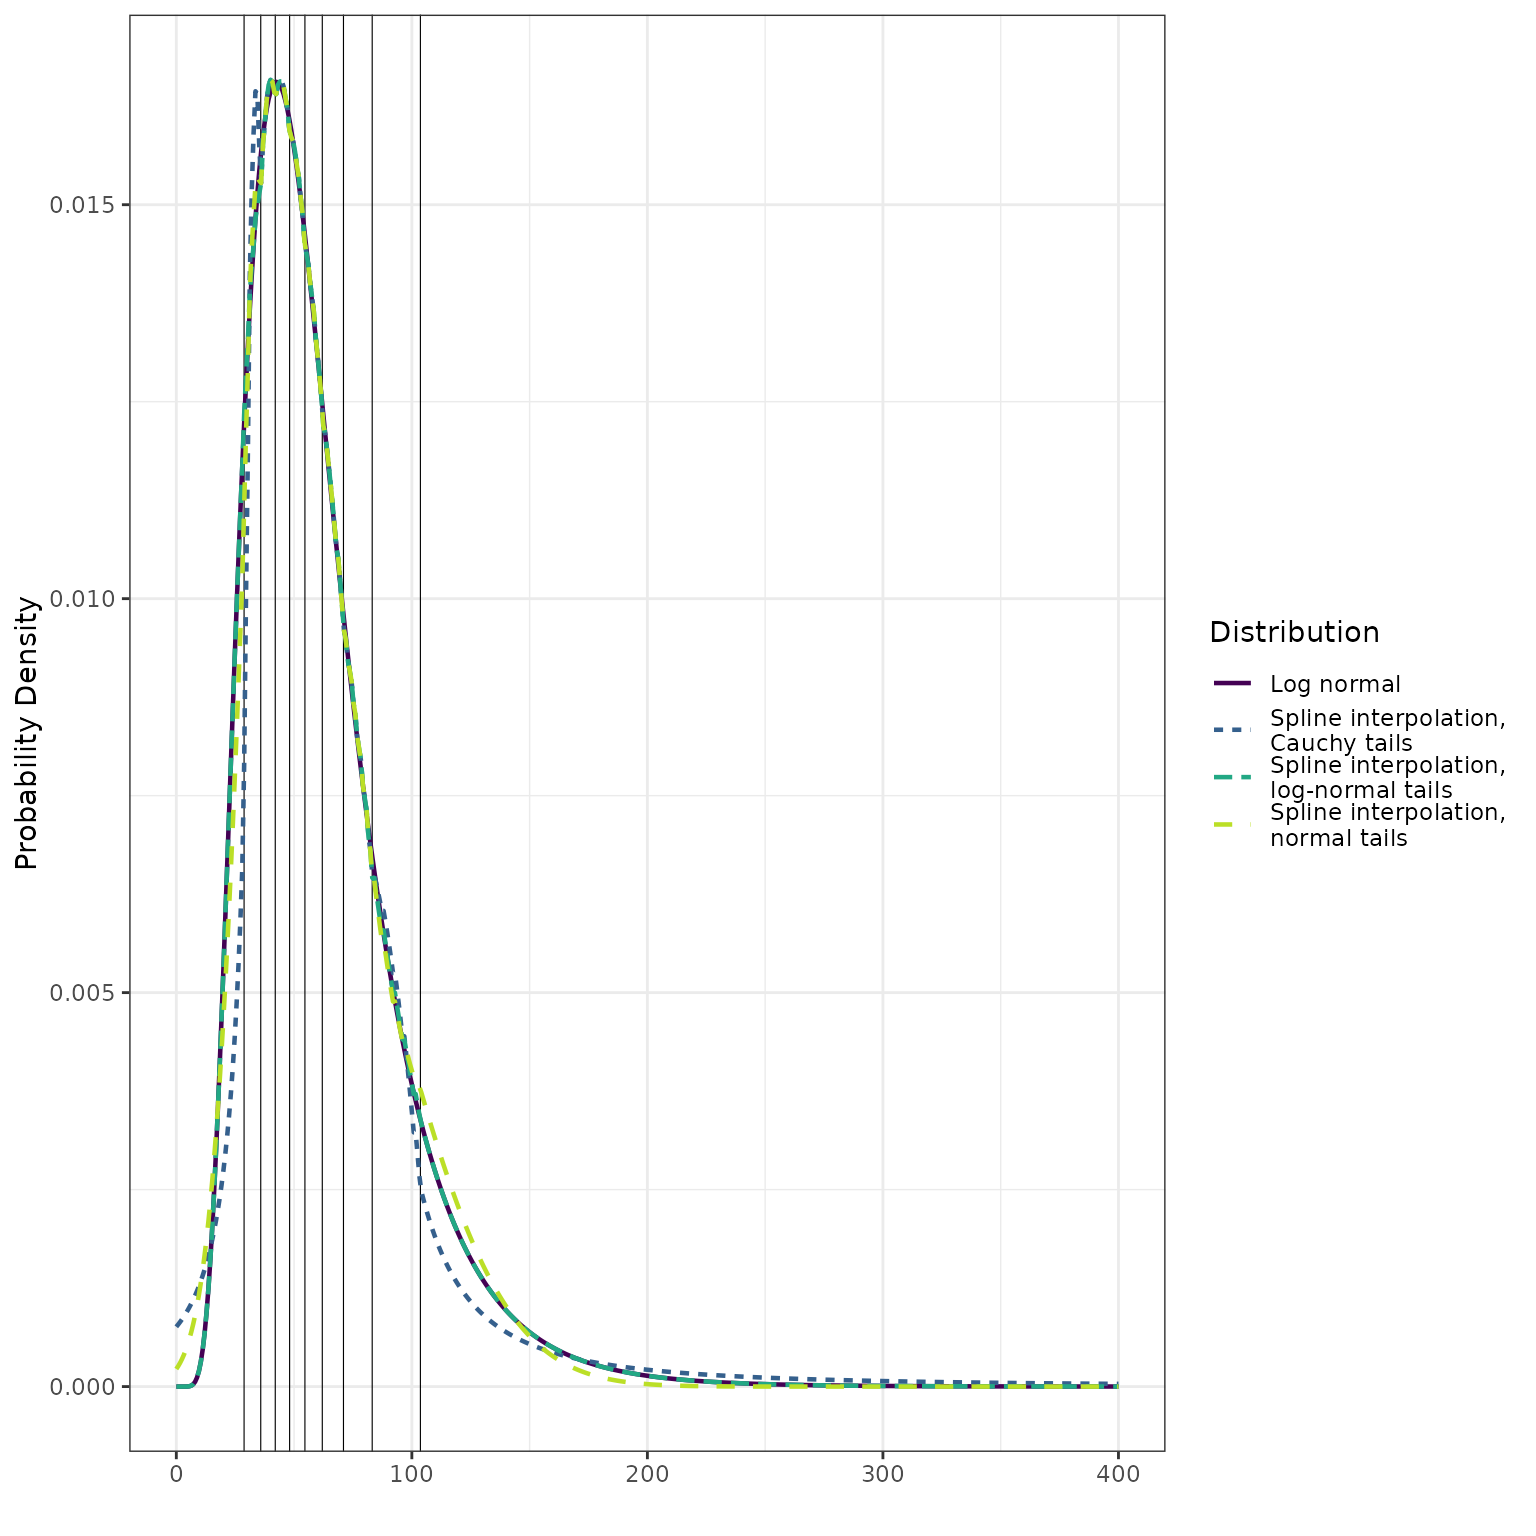 Probability Density
0.015
0.010
0.005
0.000
0
100
200
300
400
Distribution
Log normal
Spline interpolation,
Cauchy tails
Spline interpolation,
log-normal tails
Spline interpolation,
normal tails